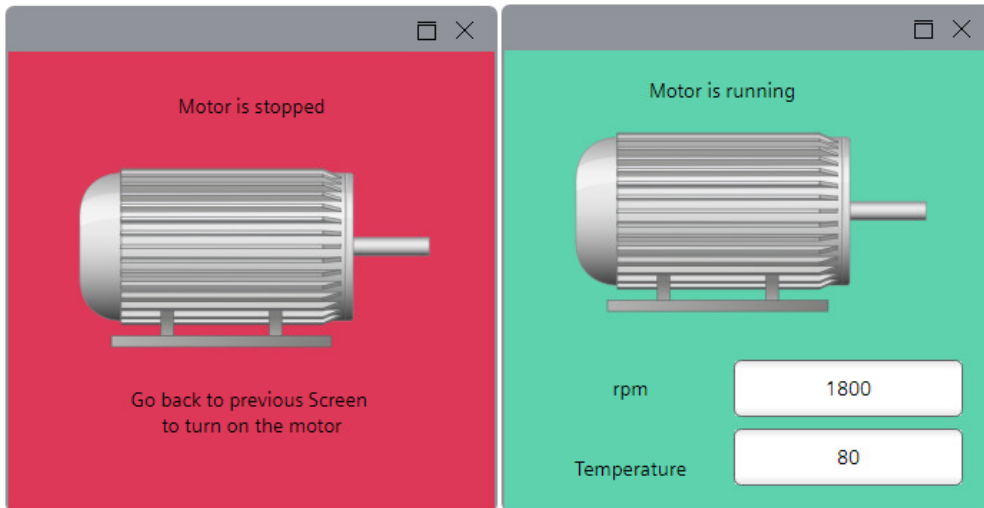 Motor is stopped
Go back to previous Screen
to turn on the motor
Motor is running
rpm
1800
Temperature
80